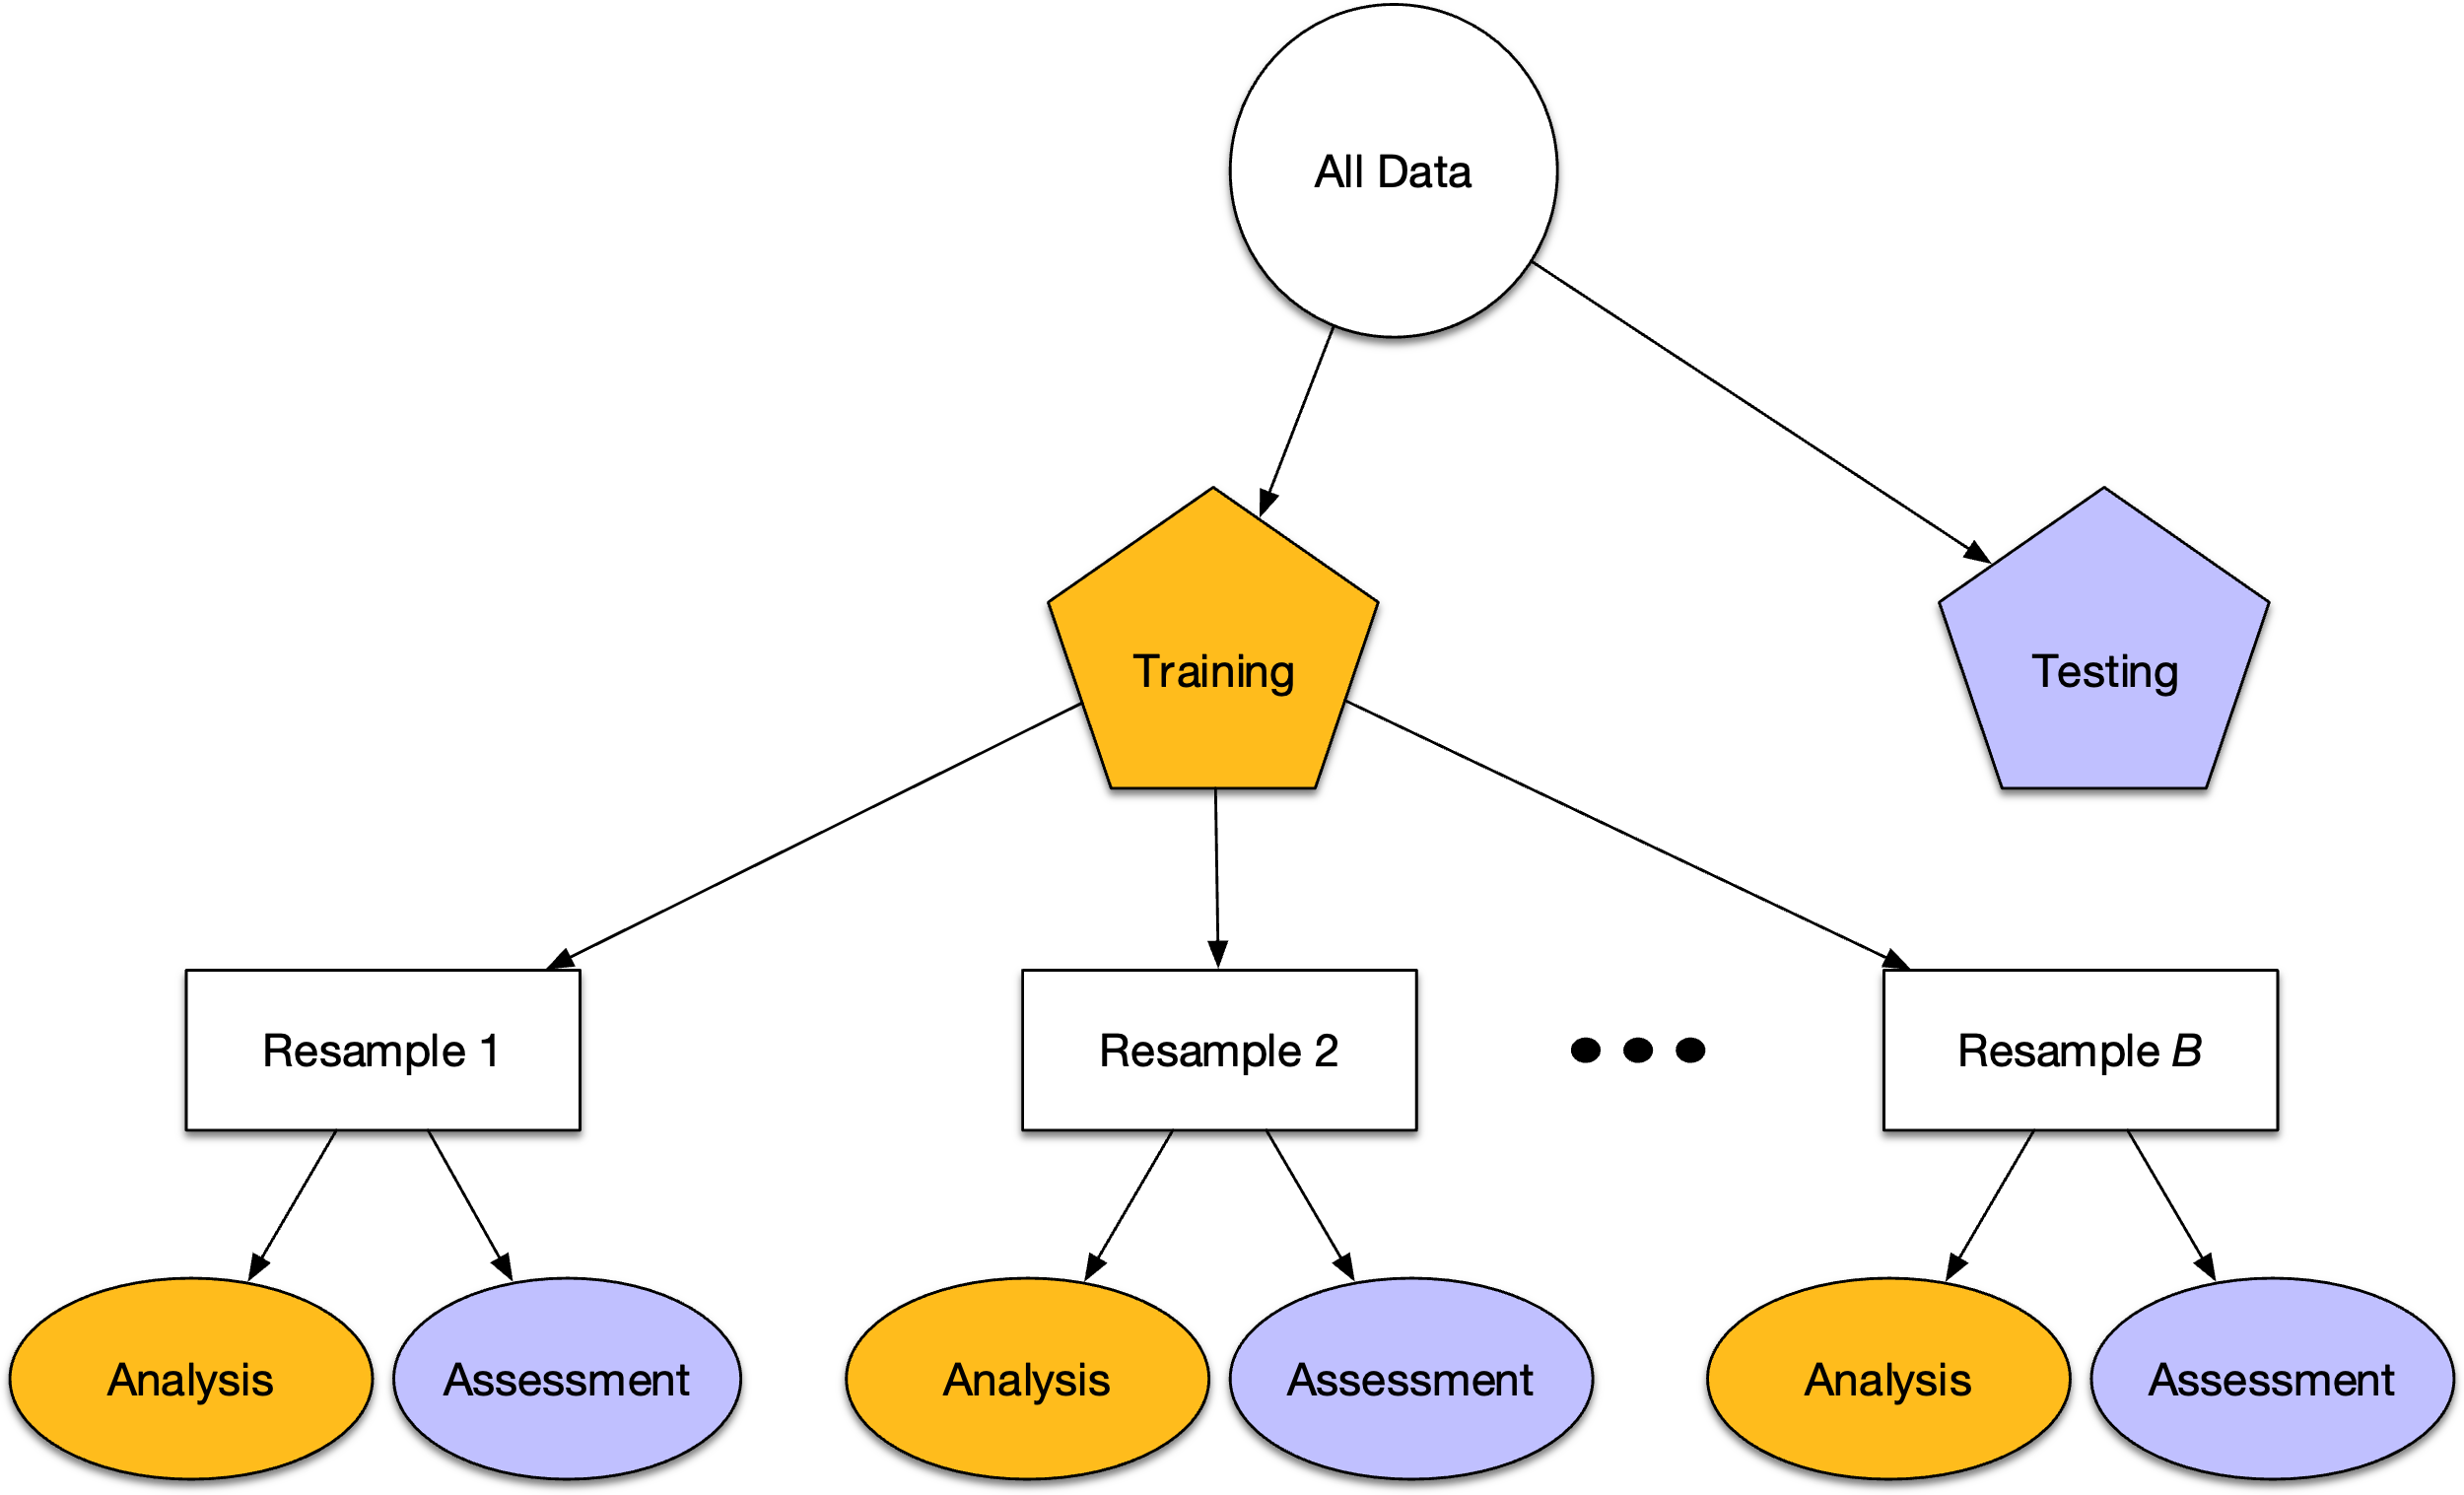 All Data
Training
Testing
Resample 1
Resample 2
Resample B
Analysis
Assessment
Analysis
Assessment
Analysis
Assessment